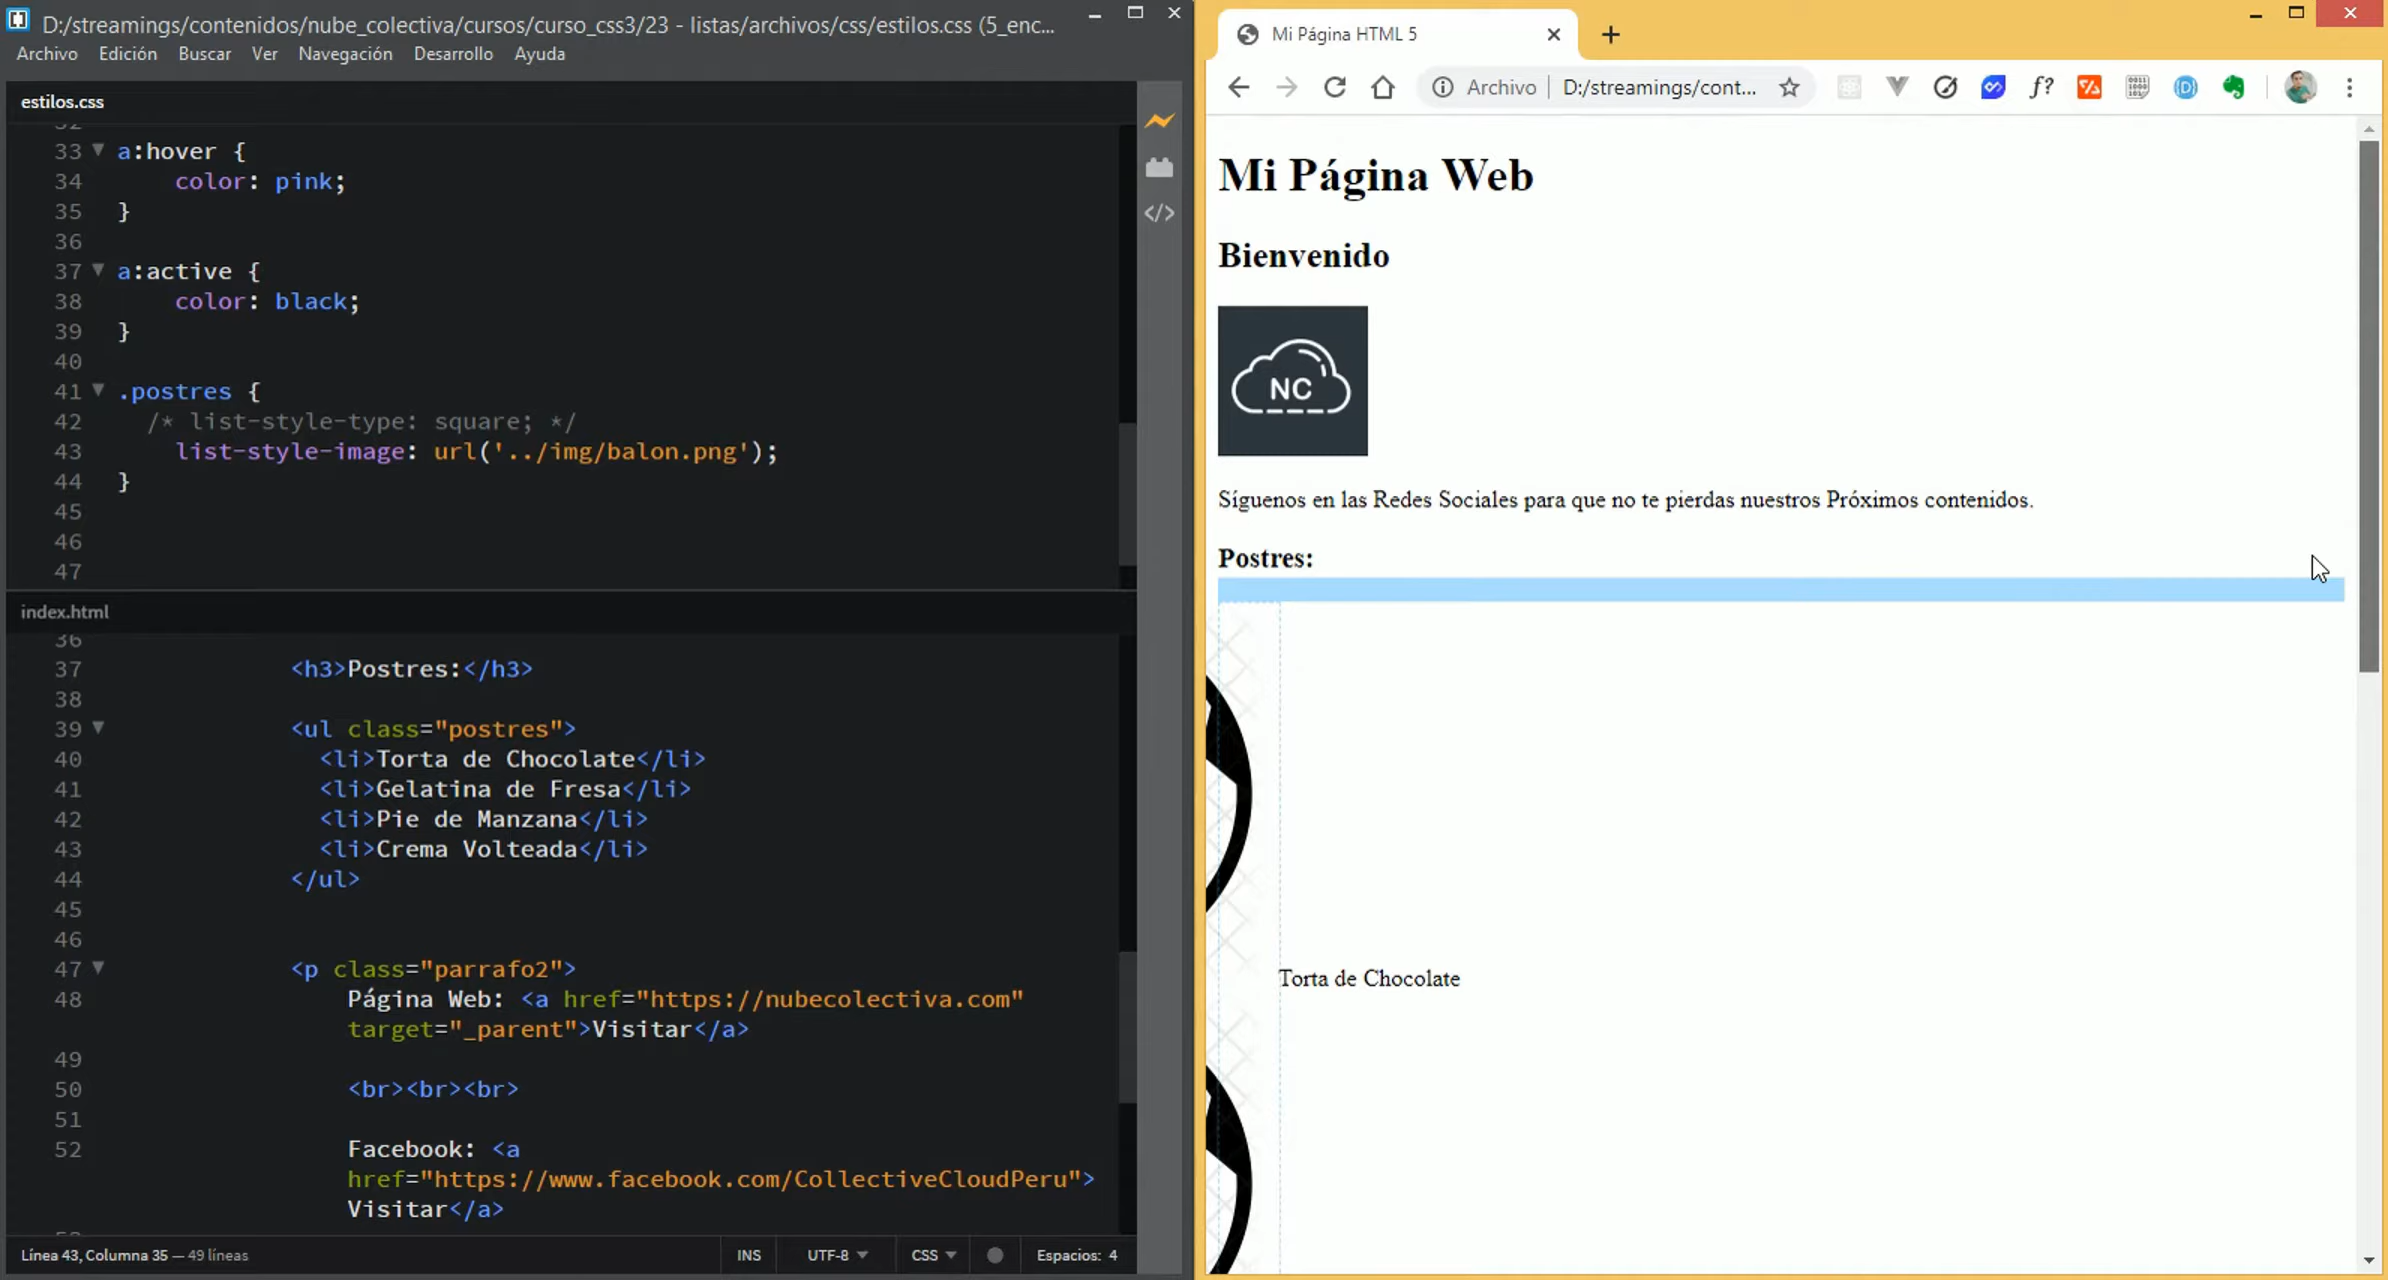 D:/streamings/contenidos/nube_colectiva/cursos/curso_css3/23 - listas/archivos/css/estilos.css (5_enc...
Archivo Edición Buscar Ver Navegación Desarrollo Ayuda
estilos.css
32
33 a:hover {
34 color: pink;
35 }
36
37 a:active {
38 color: black;
39 }
40
41 .postres {
42 /* list-style-type: square; */
43 list-style-image: url('../img/balon.png');
44 }
45
46
47
index.html
36
37 <h3>Postres:</h3>
38
39 <ul class="postres">
40 <li>Torta de Chocolate</li>
41 <li>Gelatina de Fresa</li>
42 <li>Pie de Manzana</li>
43 <li>Crema Volteada</li>
44 </ul>
45
46
47 <p class="parrafo2">
48 Página Web: <a href="https://nubecolectiva.com"
target="_parent">Visitar</a>
49
50 <br><br><br>
51
52 Facebook: <a
href="https://www.facebook.com/CollectiveCloudPeru">
Visitar</a>
Línea 43, Columna 35 — 49 líneas INS UTF-8 CSS Espacios: 4
Mi Página HTML 5
Archivo D:/streamings/cont...
Mi Página Web
Bienvenido
NC
Síguenos en las Redes Sociales para que no te pierdas nuestros Próximos contenidos.
Postres:
Torta de Chocolate